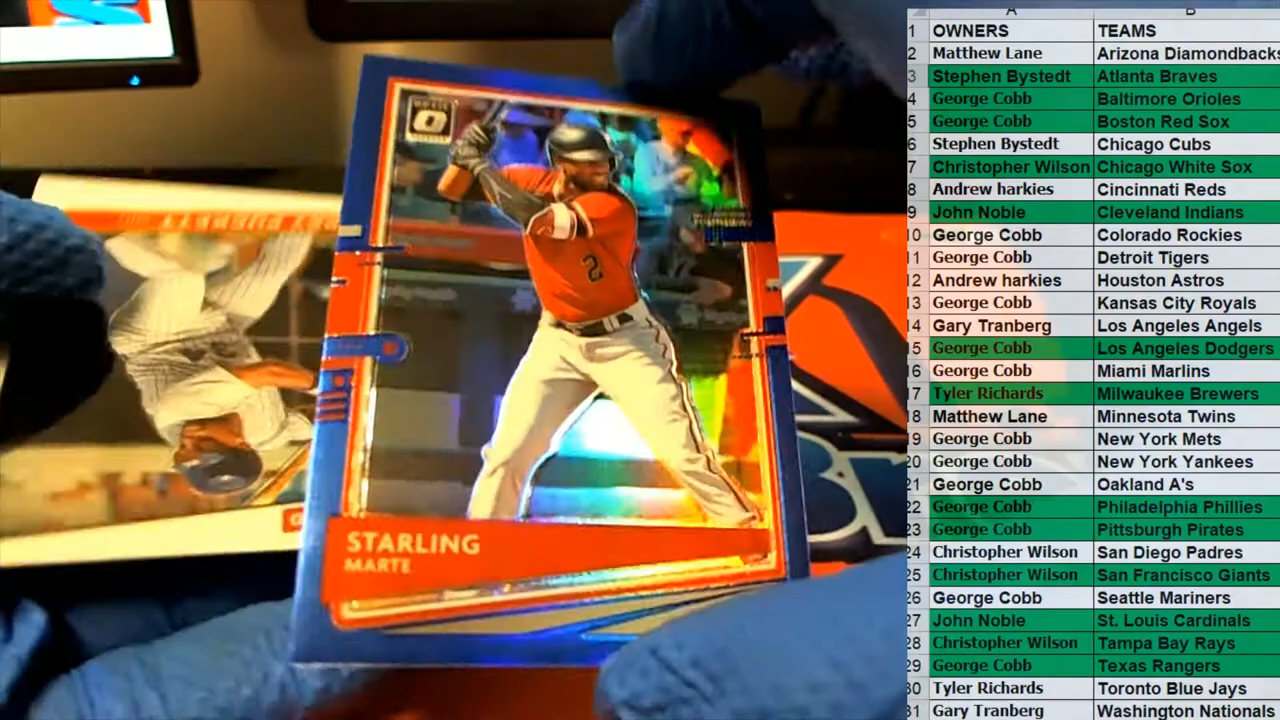 A B
1 OWNERS TEAMS
2 Matthew Lane Arizona Diamondbacks
3 Stephen Bystedt Atlanta Braves
4 George Cobb Baltimore Orioles
5 George Cobb Boston Red Sox
6 Stephen Bystedt Chicago Cubs
7 Christopher Wilson Chicago White Sox
8 Andrew harkies Cincinnati Reds
9 John Noble Cleveland Indians
10 George Cobb Colorado Rockies
11 George Cobb Detroit Tigers
12 Andrew harkies Houston Astros
13 George Cobb Kansas City Royals
14 Gary Tranberg Los Angeles Angels
15 George Cobb Los Angeles Dodgers
16 George Cobb Miami Marlins
17 Tyler Richards Milwaukee Brewers
18 Matthew Lane Minnesota Twins
19 George Cobb New York Mets
20 George Cobb New York Yankees
21 George Cobb Oakland A's
22 George Cobb Philadelphia Phillies
23 George Cobb Pittsburgh Pirates
24 Christopher Wilson San Diego Padres
25 Christopher Wilson San Francisco Giants
26 George Cobb Seattle Mariners
27 John Noble St. Louis Cardinals
28 Christopher Wilson Tampa Bay Rays
29 George Cobb Texas Rangers
30 Tyler Richards Toronto Blue Jays
31 Gary Tranberg Washington Nationals
2
STARLING
MARTE